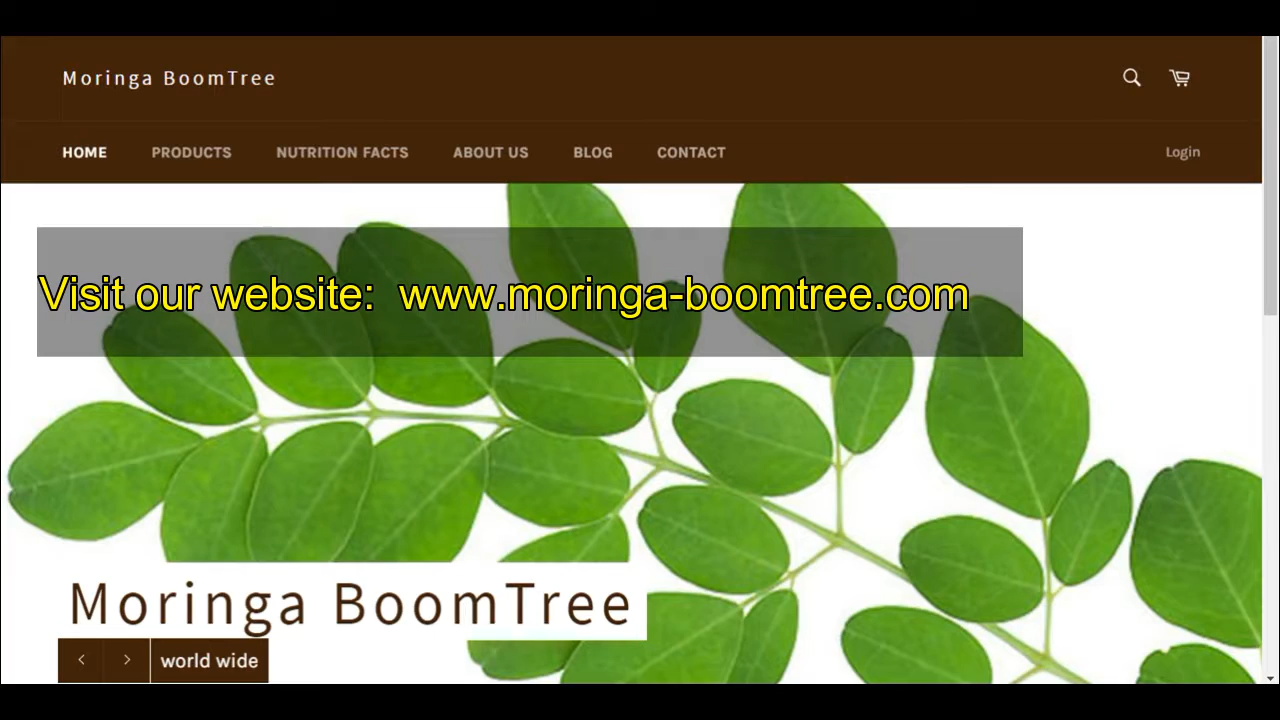 Moringa BoomTree
HOME PRODUCTS NUTRITION FACTS ABOUT US BLOG CONTACT Login
Visit our website: www.moringa-boomtree.com
Moringa BoomTree
world wide